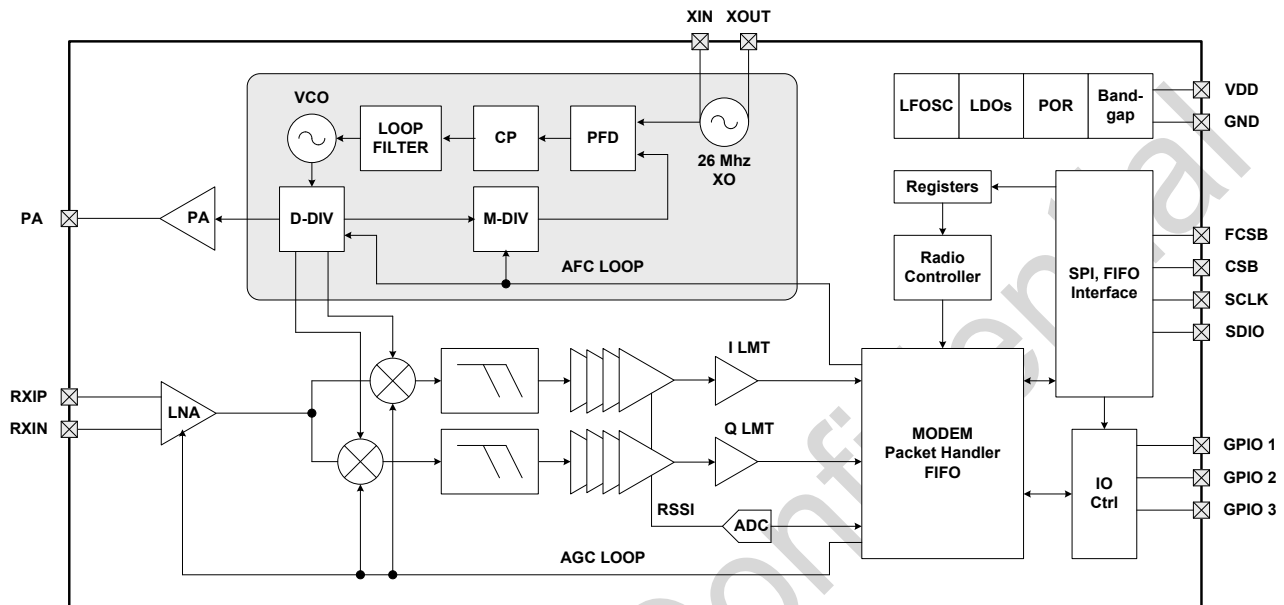 XIN XOUT
VCO
LOOP
FILTER
CP
PFD
26 Mhz
XO
LFOSC
LDOs
POR
Band-
gap
VDD
GND
PA
PA
D-DIV
M-DIV
AFC LOOP
Registers
Radio
Controller
SPI, FIFO
Interface
FCSB
CSB
SCLK
SDIO
RXIP
RXIN
LNA
I LMT
Q LMT
RSSI
ADC
AGC LOOP
MODEM
Packet Handler
FIFO
IO
Ctrl
GPIO 1
GPIO 2
GPIO 3
Confidential